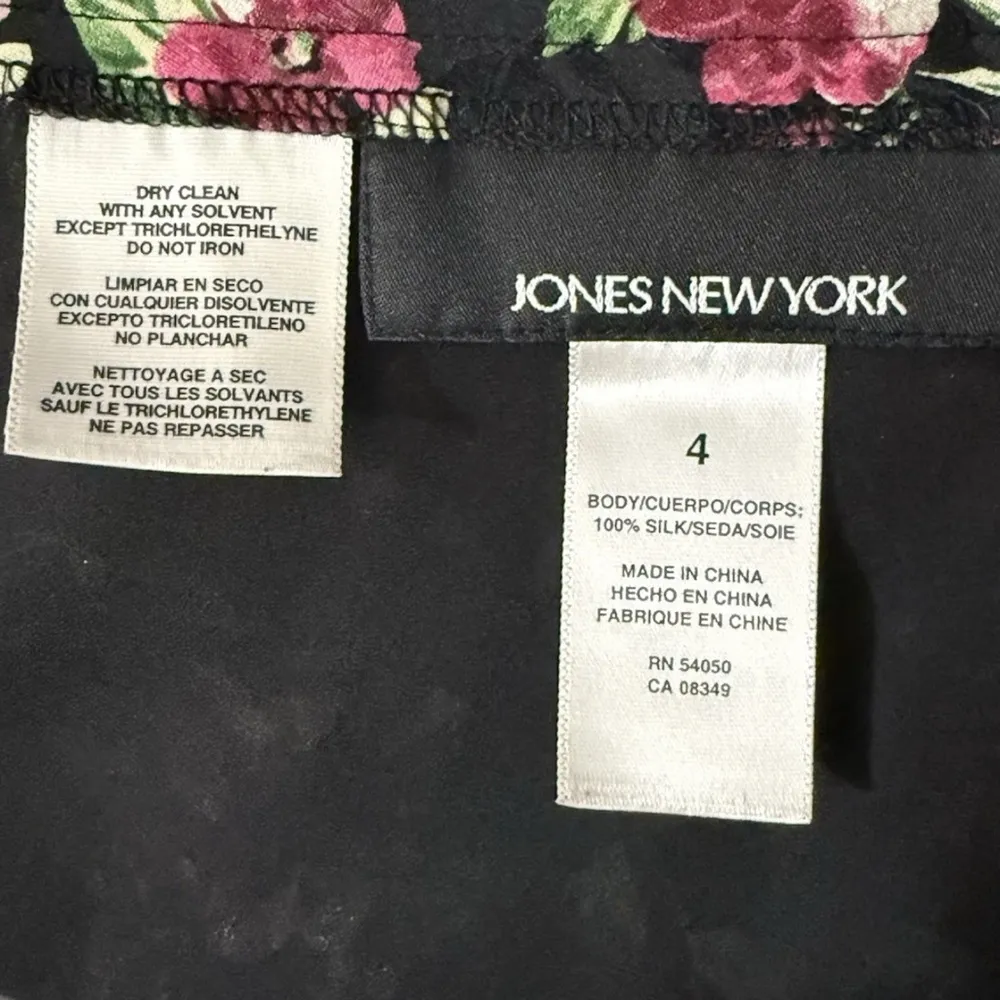 DRY CLEAN
WITH ANY SOLVENT
EXCEPT TRICHLORETHELYNE
DO NOT IRON
LIMPIAR EN SECO
CON CUALQUIER DISOLVENTE
EXCEPTO TRICLORETILENO
NO PLANCHAR
NETTOYAGE A SEC
AVEC TOUS LES SOLVANTS
SAUF LE TRICHLORETHYLENE
NE PAS REPASSER
JONES NEW YORK
4
BODY/CUERPO/CORPS:
100% SILK/SEDA/SOIE
MADE IN CHINA
HECHO EN CHINA
FABRIQUE EN CHINE
RN 54050
CA 08349